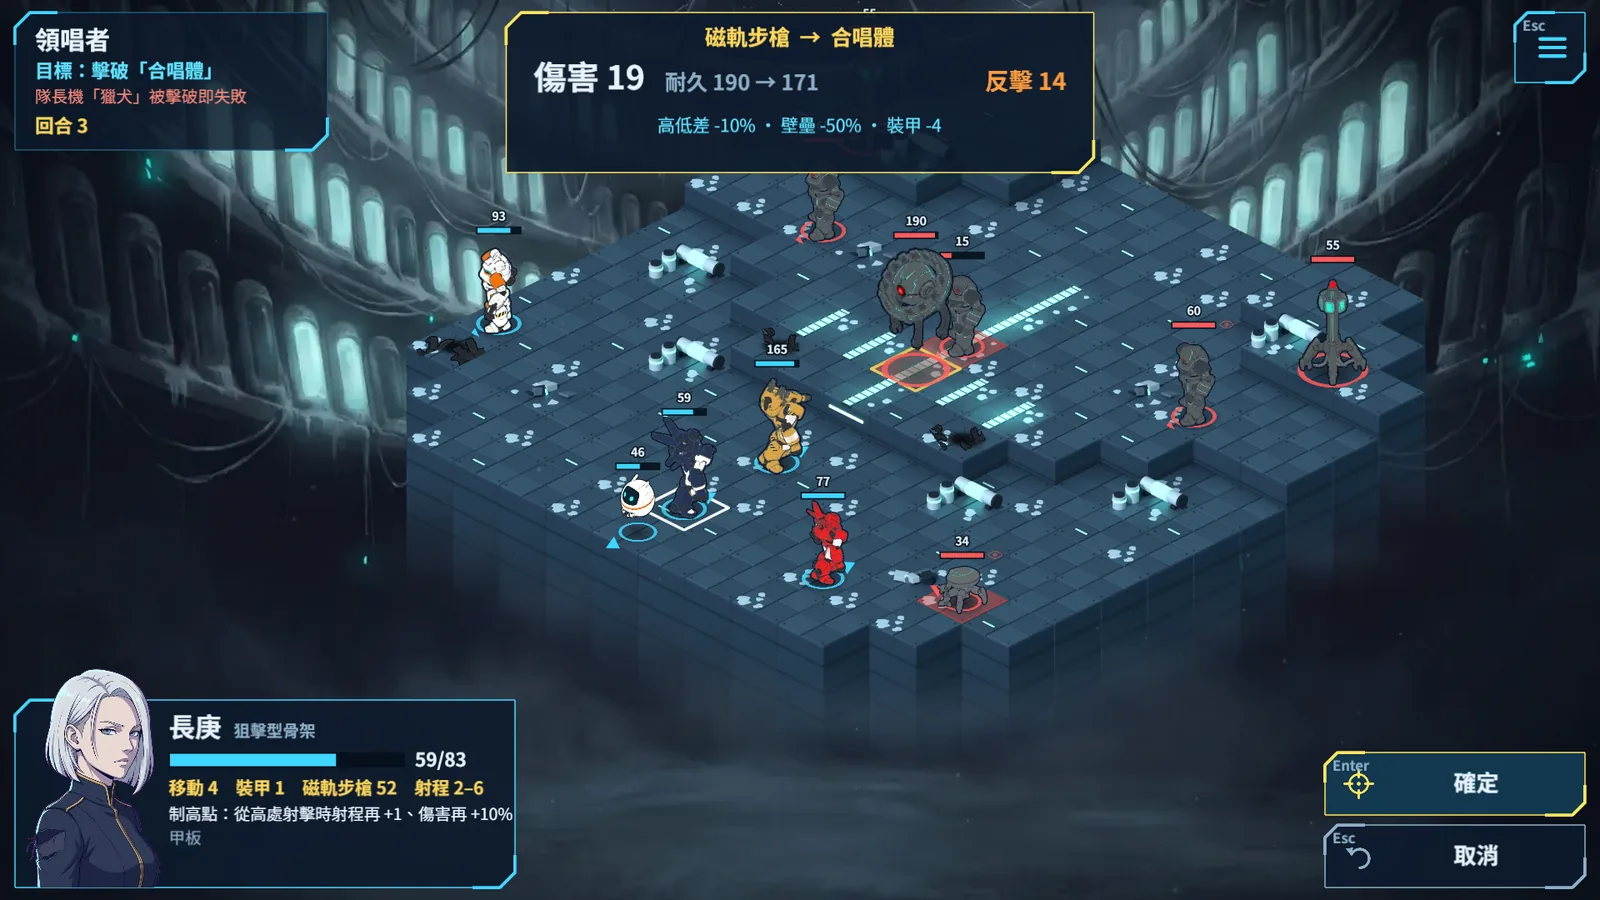 領唱者
目標：擊破「合唱體」
隊長機「獵犬」被擊破即失敗
回合 3
磁軌步槍 → 合唱體
傷害 19 耐久 190 → 171 反擊 14
高低差 -10% ・ 壁壘 -50% ・ 裝甲 -4
Esc
55
93
190
15
55
60
165
59
46
77
34
長庚 狙擊型骨架
59/83
移動 4 裝甲 1 磁軌步槍 52 射程 2–6
制高點：從高處射擊時射程再 +1、傷害再 +10%
甲板
Enter
確定
Esc
取消